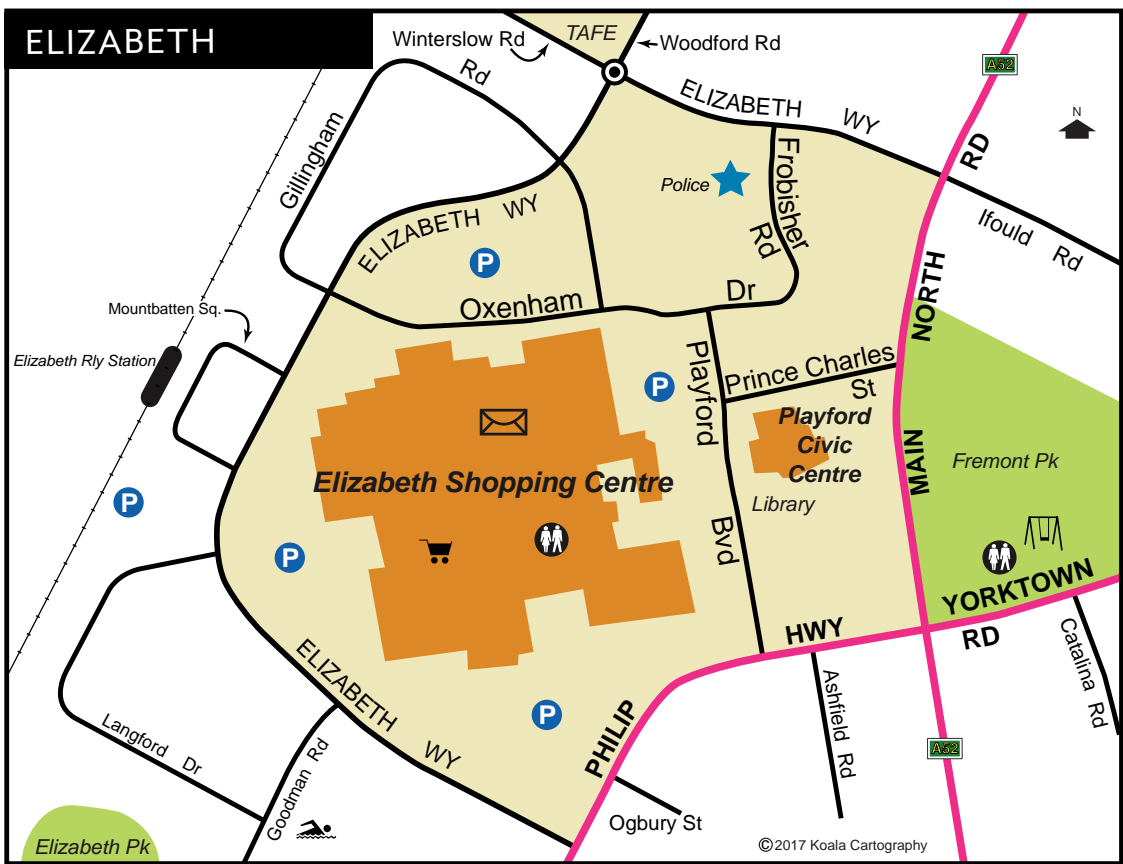 ELIZABETH
TAFE
Winterslow Rd
Woodford Rd
A52
Rd
ELIZABETH WY
N
RD
Gillingham
Police
Frobisher
Rd
ELIZABETH WY
P
Ifould Rd
NORTH
Mountbatten Sq.
Oxenham Dr
Elizabeth Rly Station
Playford
Bvd
Prince Charles
St
P
Playford
Civic
Centre
Library
MAIN
Fremont Pk
Elizabeth Shopping Centre
P
P
YORKTOWN
RD
HWY
PHILIP
ELIZABETH WY
P
Catalina Rd
Ashfield Rd
A52
Langford Dr
Goodman Rd
Ogbury St
Elizabeth Pk
©2017 Koala Cartography